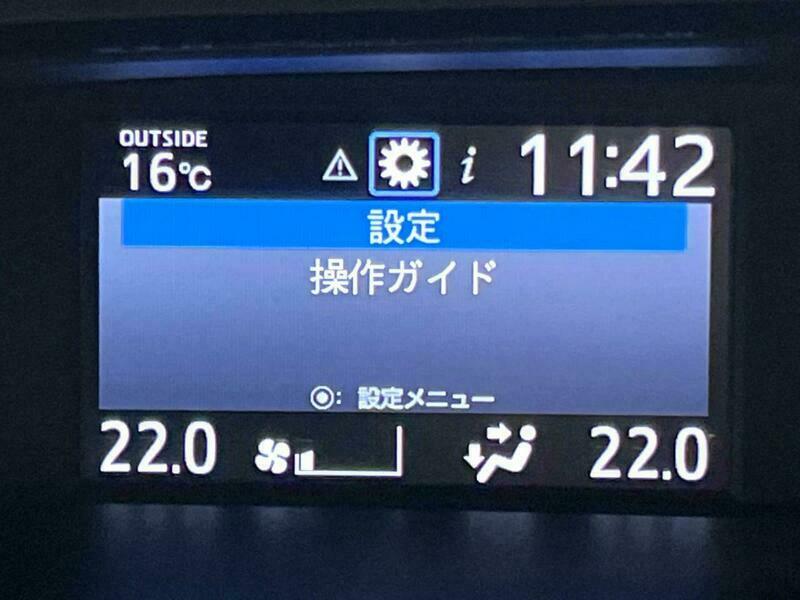 OUTSIDE
16℃
i
11:42
設定
操作ガイド
◉: 設定メニュー
22.0
22.0